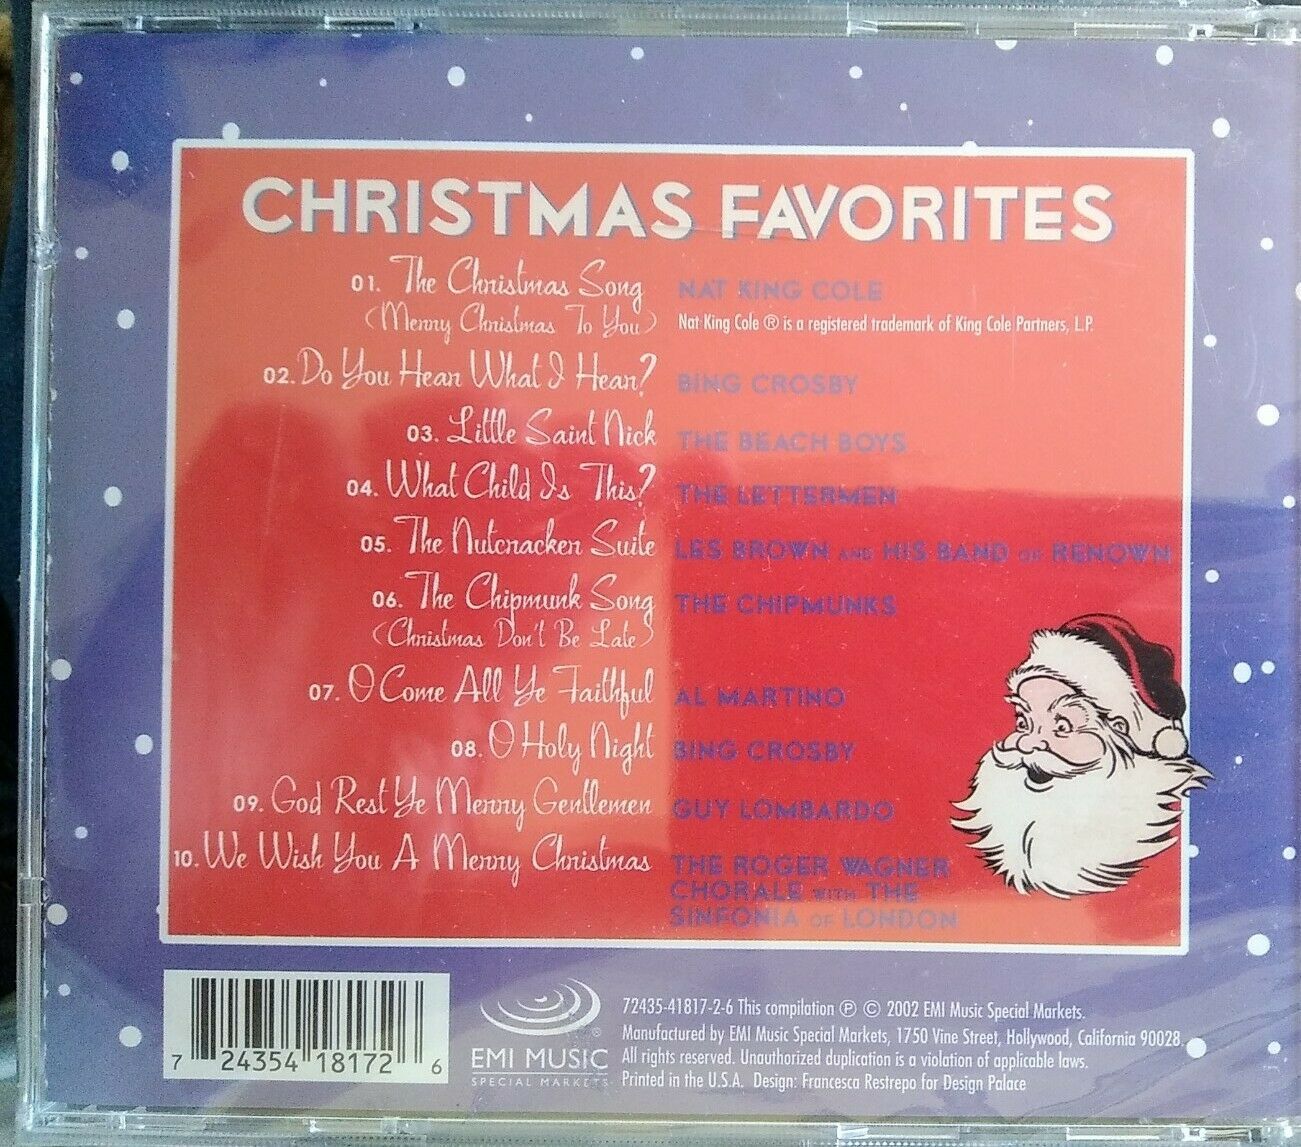 CHRISTMAS FAVORITES
01. The Christmas Song NAT KING COLE
(Merry Christmas To You) Nat King Cole ® is a registered trademark of King Cole Partners, L.P.
02. Do You Hear What I Hear? BING CROSBY
03. Little Saint Nick THE BEACH BOYS
04. What Child Is This? THE LETTERMEN
05. The Nutcracker Suite LES BROWN AND HIS BAND OF RENOWN
06. The Chipmunk Song THE CHIPMUNKS
(Christmas Don't Be Late)
07. O Come All Ye Faithful AL MARTINO
08. O Holy Night BING CROSBY
09. God Rest Ye Merry Gentlemen GUY LOMBARDO
10. We Wish You A Merry Christmas THE ROGER WAGNER
CHORALE WITH THE
SINFONIA OF LONDON
7 24354 18172 6
EMI MUSIC ®
SPECIAL MARKETS
72435-41817-2-6 This compilation ℗ © 2002 EMI Music Special Markets.
Manufactured by EMI Music Special Markets, 1750 Vine Street, Hollywood, California 90028.
All rights reserved. Unauthorized duplication is a violation of applicable laws.
Printed in the U.S.A. Design: Francesca Restrepo for Design Palace